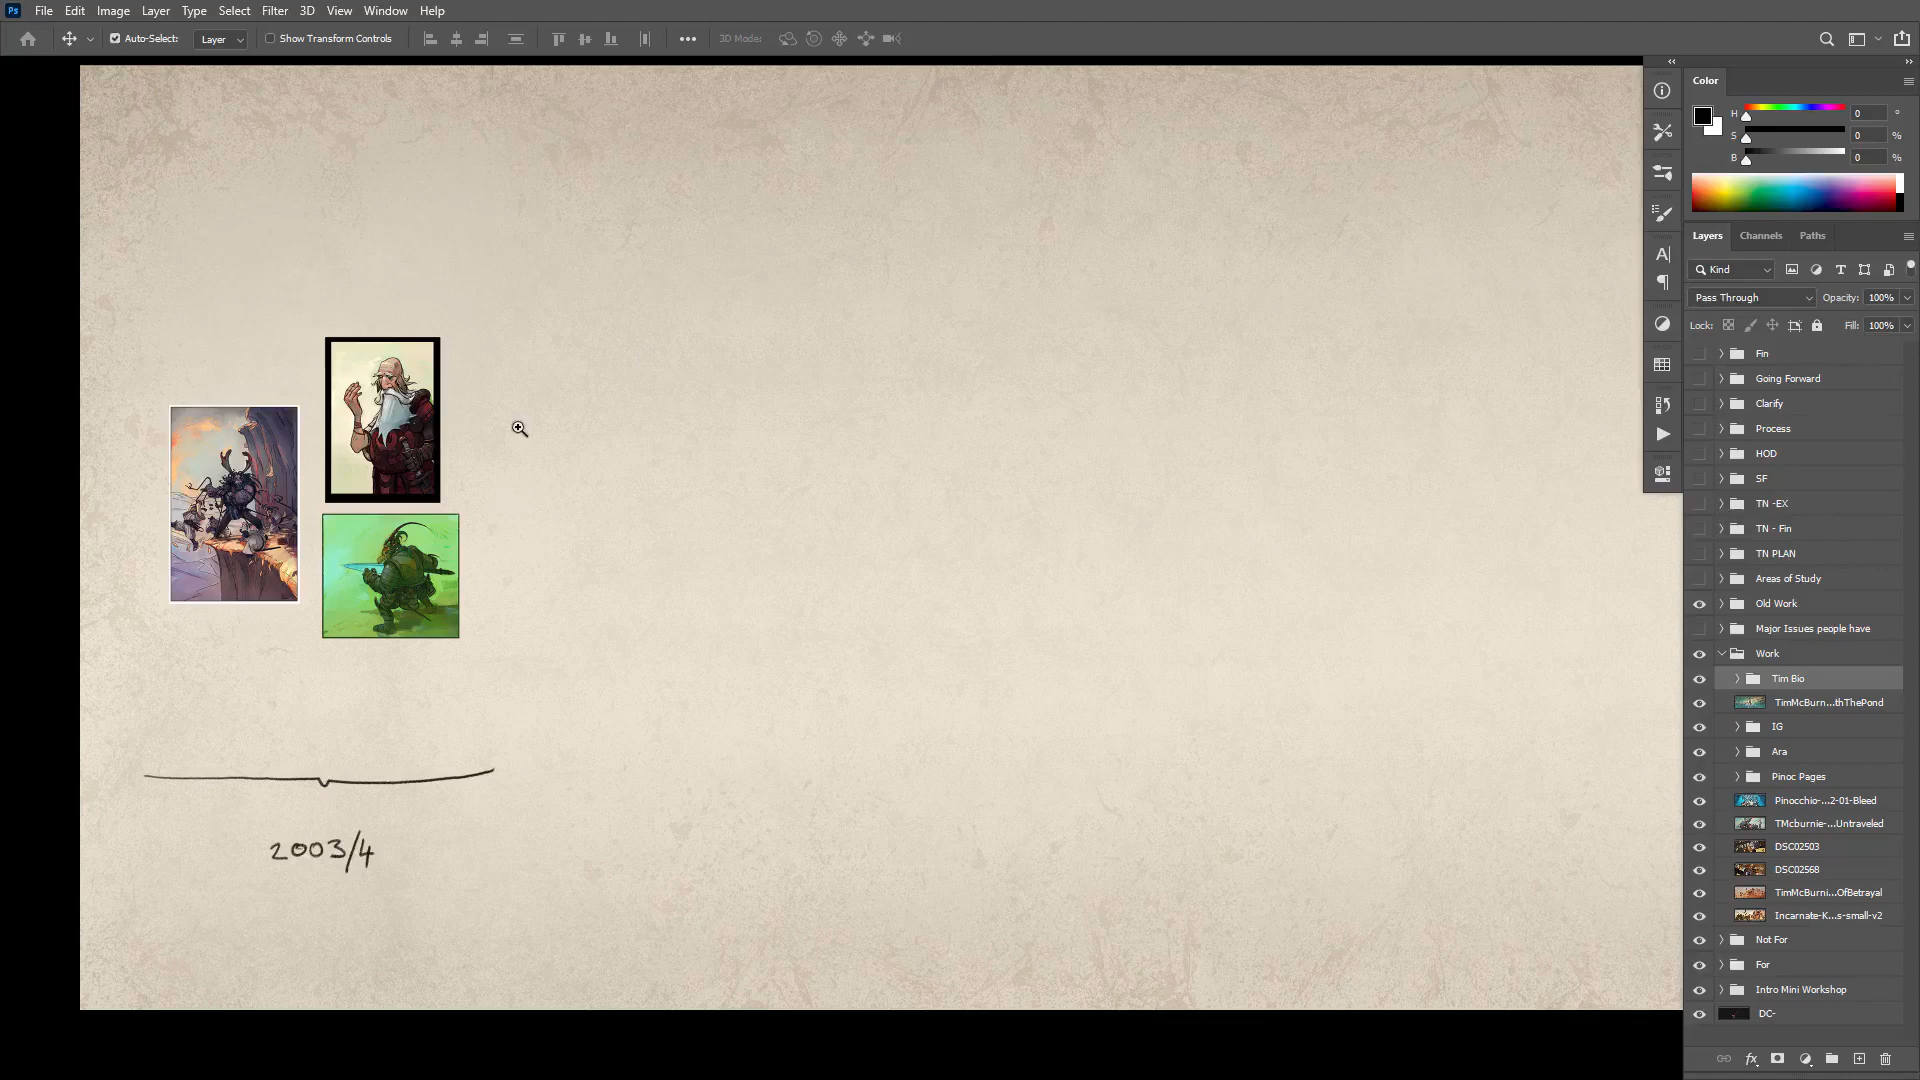 Ps File Edit Image Layer Type Select Filter 3D View Window Help
Auto-Select: Layer Show Transform Controls ••• 3D Mode:
Color
H 0 °
S 0 %
B 0 %
Layers Channels Paths
Kind
Pass Through Opacity: 100%
Lock: Fill: 100%
Fin
Going Forward
Clarify
Process
HOD
SF
TN -EX
TN - Fin
TN PLAN
Areas of Study
Old Work
Major Issues people have
Work
Tim Bio
TimMcBurn...thThePond
IG
Ara
Pinoc Pages
Pinocchio-...2-01-Bleed
TMcburnie-...Untraveled
DSC02503
DSC02568
TimMcBurni...OfBetrayal
Incarnate-K...s-small-v2
Not For
For
Intro Mini Workshop
DC-
fx
2003/4